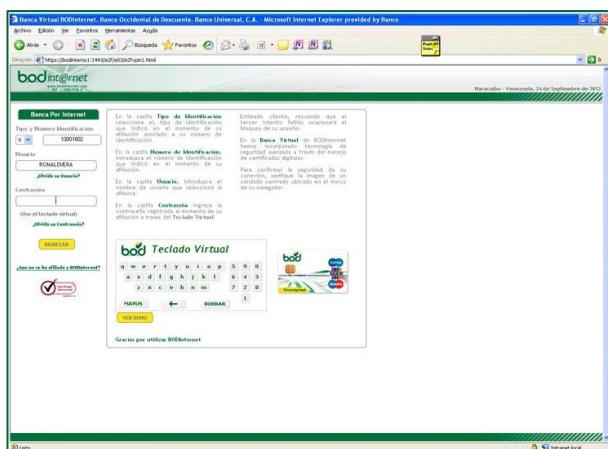 Banca Virtual BODInternet. Banco Occidental de Descuento. Banco Universal, C.A. - Microsoft Internet Explorer provided by Banco
Archivo Edición Ver Favoritos Herramientas Ayuda
Atrás Búsqueda Favoritos
Dirección
bodint@rnet
Maracaibo - Venezuela, 24 de Septiembre de 2012
Banca Por Internet
Tipo y Número Identificación
V 13001802
Usuario
RONALDVERA
¿Olvidó su Usuario?
Contraseña
(Use el teclado virtual)
¿Olvidó su Contraseña?
INGRESAR
¿Aun no se ha afiliado a BODInternet?
En la casilla Tipo de Identificación
seleccione el, tipo de identificación
que indicó en el momento de su
afiliación asociado a su número de
identificación.
En la casilla Número de Identificación,
introduzca el número de identificación
que indicó en el momento de su
afiliación.
En la casilla Usuario, introduzca el
nombre de usuario que seleccionó al
afiliarse.
En la casilla Contraseña ingrese la
contraseña registrada al momento de su
afiliación a través del Teclado Virtual.
Estimado cliente, recuerde que al
tercer intento fallido ocasionará el
bloqueo de su usuario.
En la Banca Virtual de BODInternet
hemos incorporado tecnología de
seguridad avanzada a través del manejo
de certificados digitales.
Para confirmar la seguridad de su
conexión, verifique la imagen de un
candado cerrado ubicado en el marco
de su navegador.
bod Teclado Virtual
q w e r t y u i o p 5 9 0
a s d f g h j k l 6 4 3
z x c v b n m 7 2 8
1
MAYUS BORRAR
VER DEMO
bod
Gracias por utilizar BODInternet
Listo
Intranet local